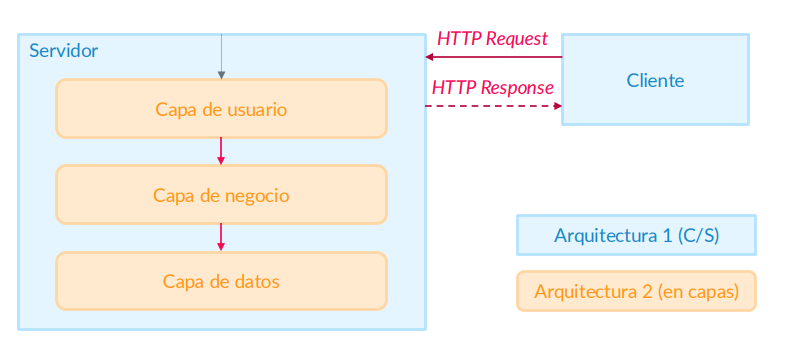 Servidor
HTTP Request
Cliente
HTTP Response
Capa de usuario
Capa de negocio
Capa de datos
Arquitectura 1 (C/S)
Arquitectura 2 (en capas)